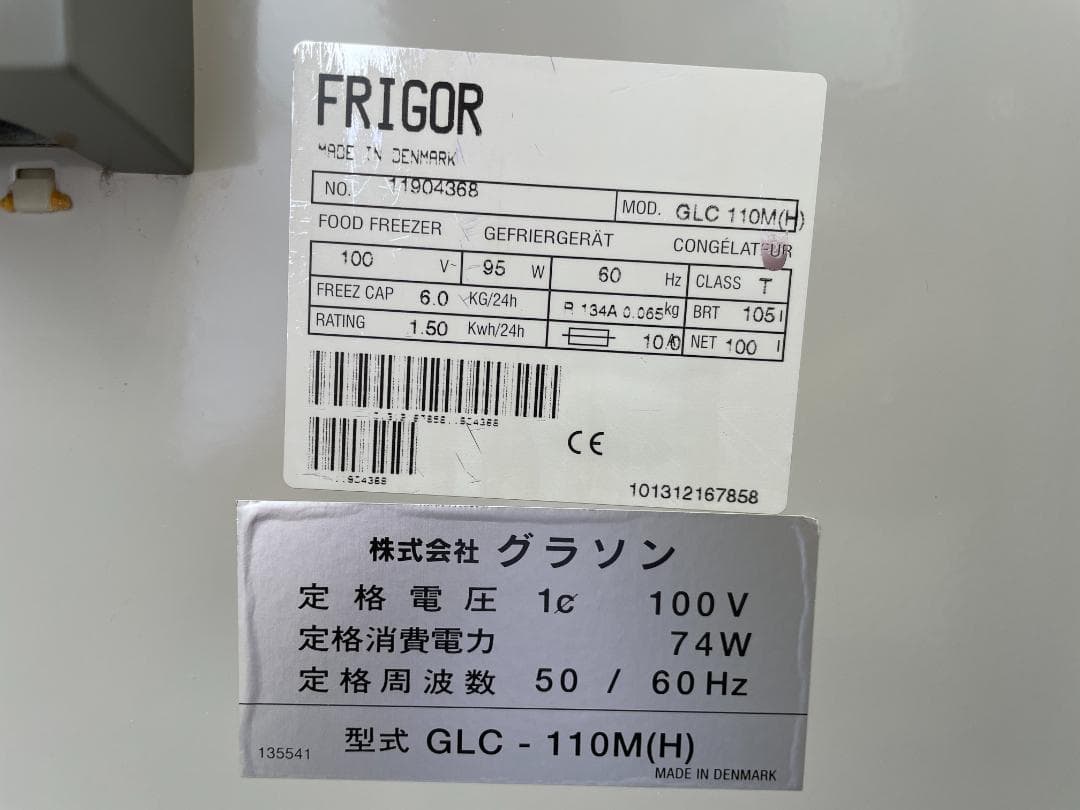 FRIGOR
MADE IN DENMARK
NO. 11904368 MOD. GLC 110M(H)
FOOD FREEZER GEFRIERGERÄT CONGÉLATEUR
100 V~ 95 W 60 Hz CLASS T
FREEZ CAP 6.0 KG/24h R 134A 0.065kg BRT 105 l
RATING 1.50 Kwh/24h 10.0 A NET 100 l
CE
101312167858
株式会社 グラソン
定格電圧 1¢ 100V
定格消費電力 74W
定格周波数 50 / 60Hz
135541 型式 GLC - 110M(H)
MADE IN DENMARK